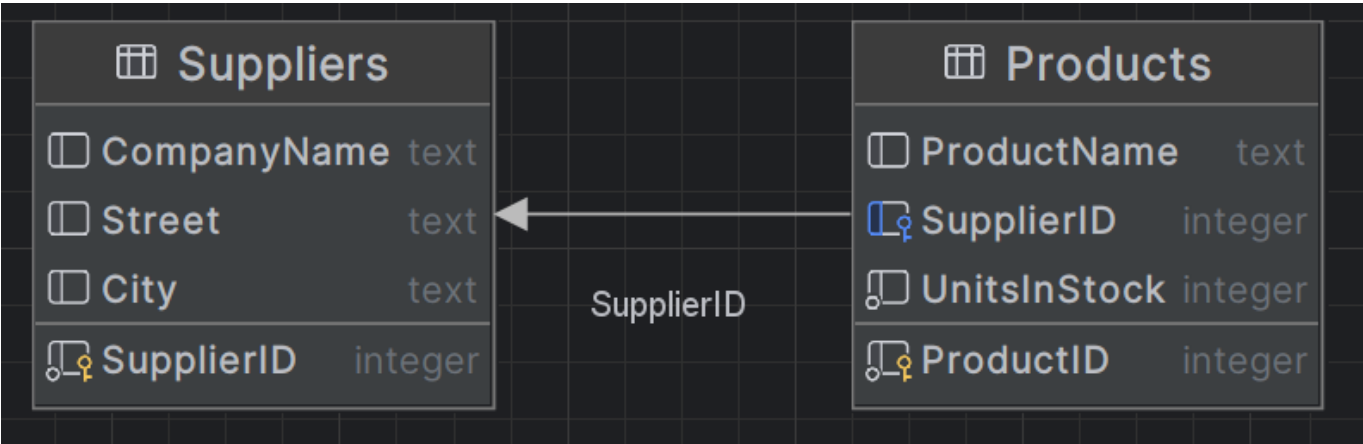 Suppliers
CompanyName text
Street text
City text
SupplierID integer
SupplierID
Products
ProductName text
SupplierID integer
UnitsInStock integer
ProductID integer